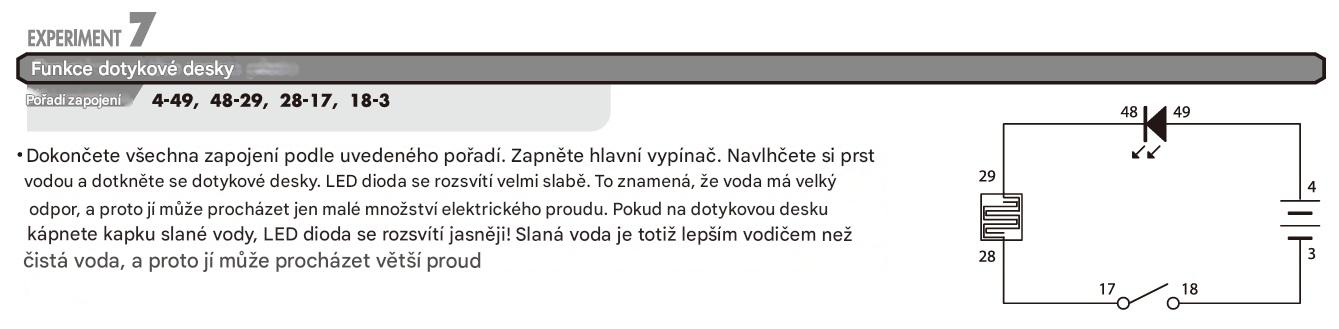 EXPERIMENT 7
Funkce dotykové desky
Pořadí zapojení 4-49, 48-29, 28-17, 18-3
•Dokončete všechna zapojení podle uvedeného pořadí. Zapněte hlavní vypínač. Navlhčete si prst
vodou a dotkněte se dotykové desky. LED dioda se rozsvítí velmi slabě. To znamená, že voda má velký
odpor, a proto jí může procházet jen malé množství elektrického proudu. Pokud na dotykovou desku
kápnete kapku slané vody, LED dioda se rozsvítí jasněji! Slaná voda je totiž lepším vodičem než
čistá voda, a proto jí může procházet větší proud
48 49
29
4
28
3
17 18